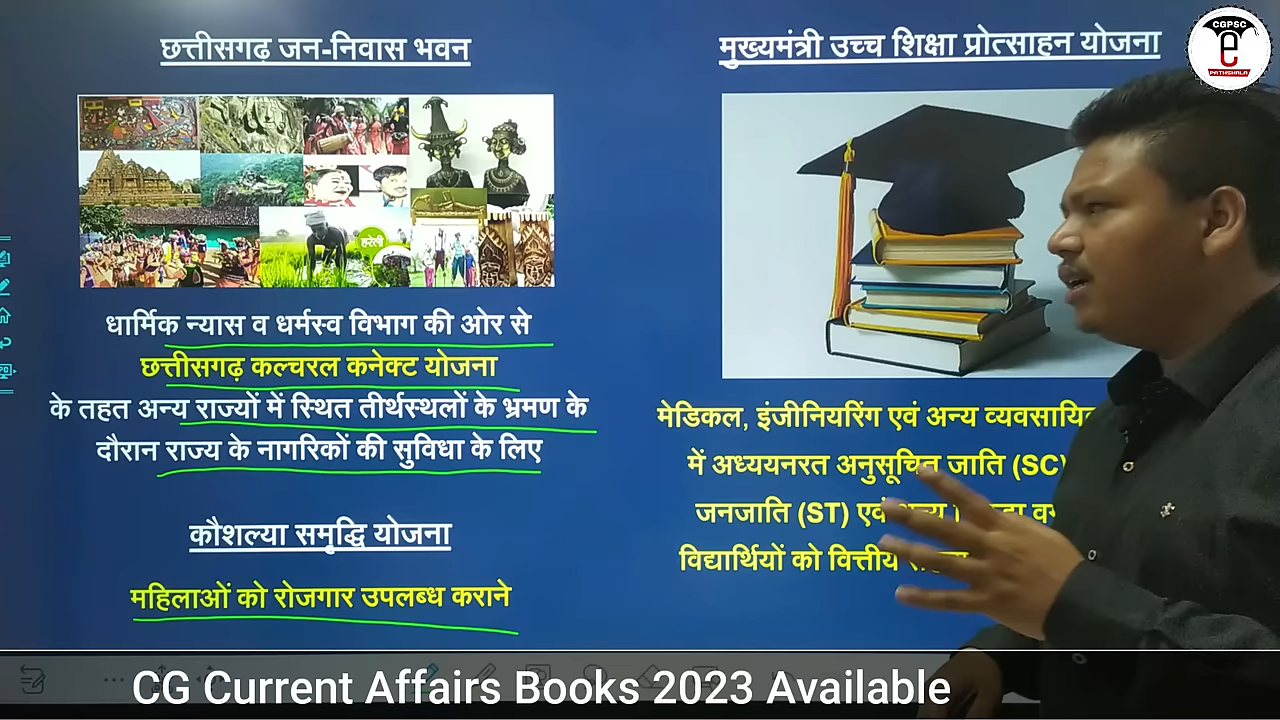 छत्तीसगढ़ जन-निवास भवन
हरेली
धार्मिक न्यास व धर्मस्व विभाग की ओर से
छत्तीसगढ़ कल्चरल कनेक्ट योजना
के तहत अन्य राज्यों में स्थित तीर्थस्थलों के भ्रमण के
दौरान राज्य के नागरिकों की सुविधा के लिए
कौशल्या समृद्धि योजना
महिलाओं को रोजगार उपलब्ध कराने
मुख्यमंत्री उच्च शिक्षा प्रोत्साहन योजना
मेडिकल, इंजीनियरिंग एवं अन्य
में अध्ययनरत अनुसूचित जाति (SC)
जनजाति (ST) एवं
विद्यार्थियों को वित्तीय
CGPSC
e
PATHSHALA
CG Current Affairs Books 2023 Available